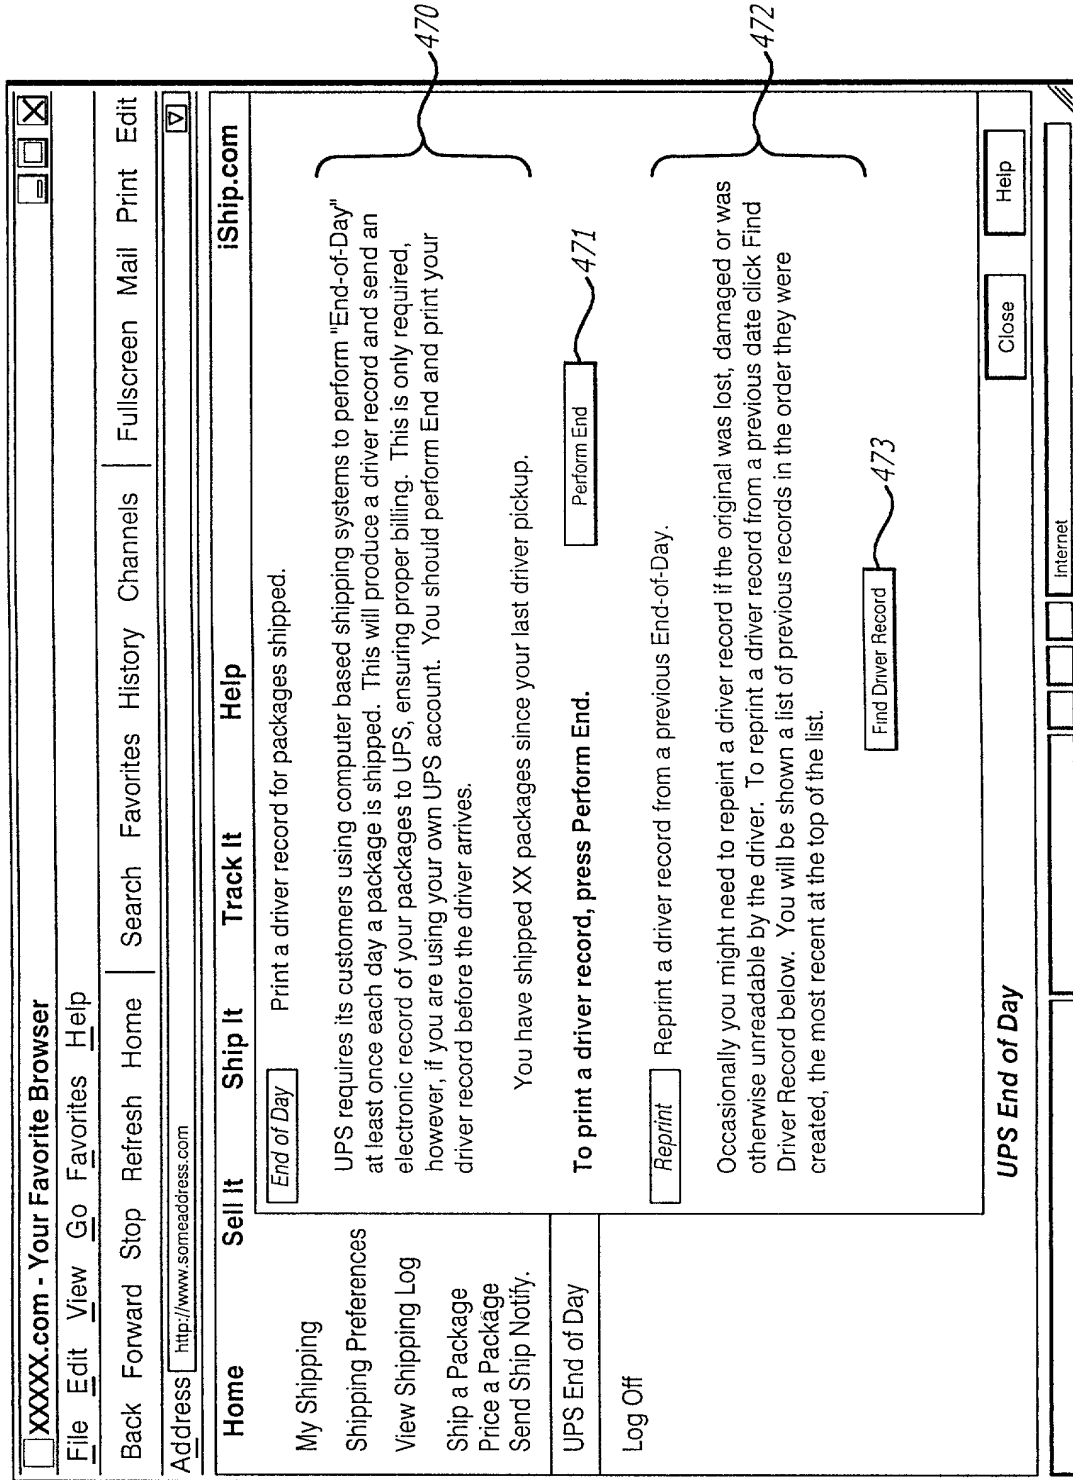 XXXXX.com - Your Favorite Browser
File Edit View Go Favorites Help
Back Forward Stop Refresh Home Search Favorites History Channels Fullscreen Mail Print Edit
Address http://www.someaddress.com
Home Sell It Ship It Track It Help iShip.com
My Shipping
Shipping Preferences
View Shipping Log
Ship a Package
Price a Package
Send Ship Notify.
UPS End of Day
Log Off
End of Day Print a driver record for packages shipped.
UPS requires its customers using computer based shipping systems to perform "End-of-Day"
at least once each day a package is shipped. This will produce a driver record and send an
electronic record of your packages to UPS, ensuring proper billing. This is only required,
however, if you are using your own UPS account. You should perform End and print your
driver record before the driver arrives.
470
You have shipped XX packages since your last driver pickup.
To print a driver record, press Perform End.
Perform End
471
Reprint Reprint a driver record from a previous End-of-Day.
Occasionally you might need to repeint a driver record if the original was lost, damaged or was
otherwise unreadable by the driver. To reprint a driver record from a previous date click Find
Driver Record below. You will be shown a list of previous records in the order they were
created, the most recent at the top of the list.
472
Find Driver Record
473
UPS End of Day
Close
Help
Internet